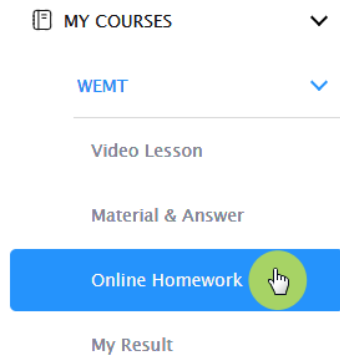 MY COURSES
WEMT
Video Lesson
Material & Answer
Online Homework
My Result